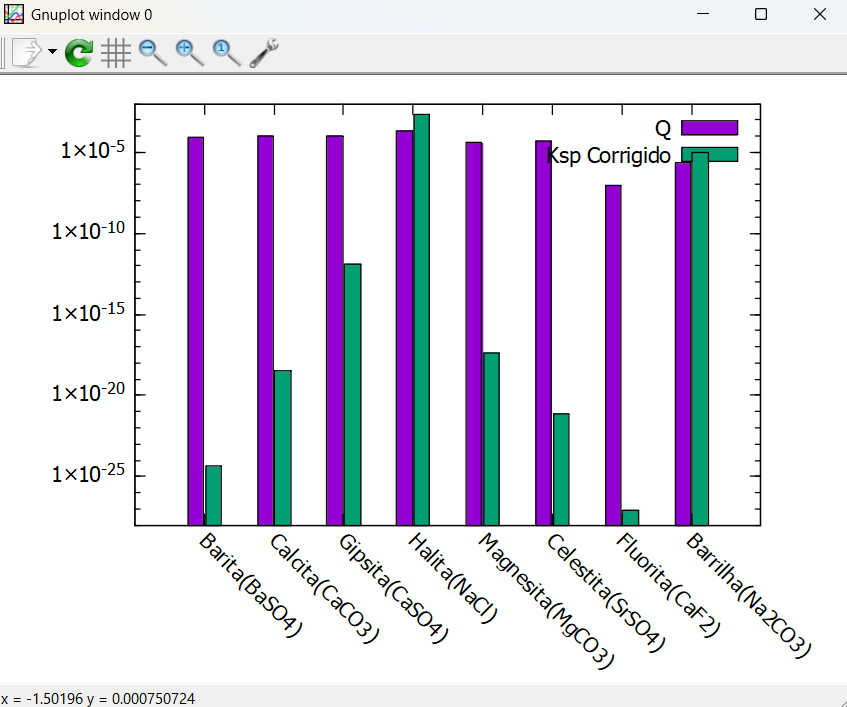 Gnuplot window 0
Q
Ksp Corrigido
1×10-5
1×10-10
1×10-15
1×10-20
1×10-25
Barita(BaSO4)
Calcita(CaCO3)
Gipsita(CaSO4)
Halita(NaCl)
Magnesita(MgCO3)
Celestita(SrSO4)
Fluorita(CaF2)
Barrilha(Na2CO3)
x = -1.50196 y = 0.000750724